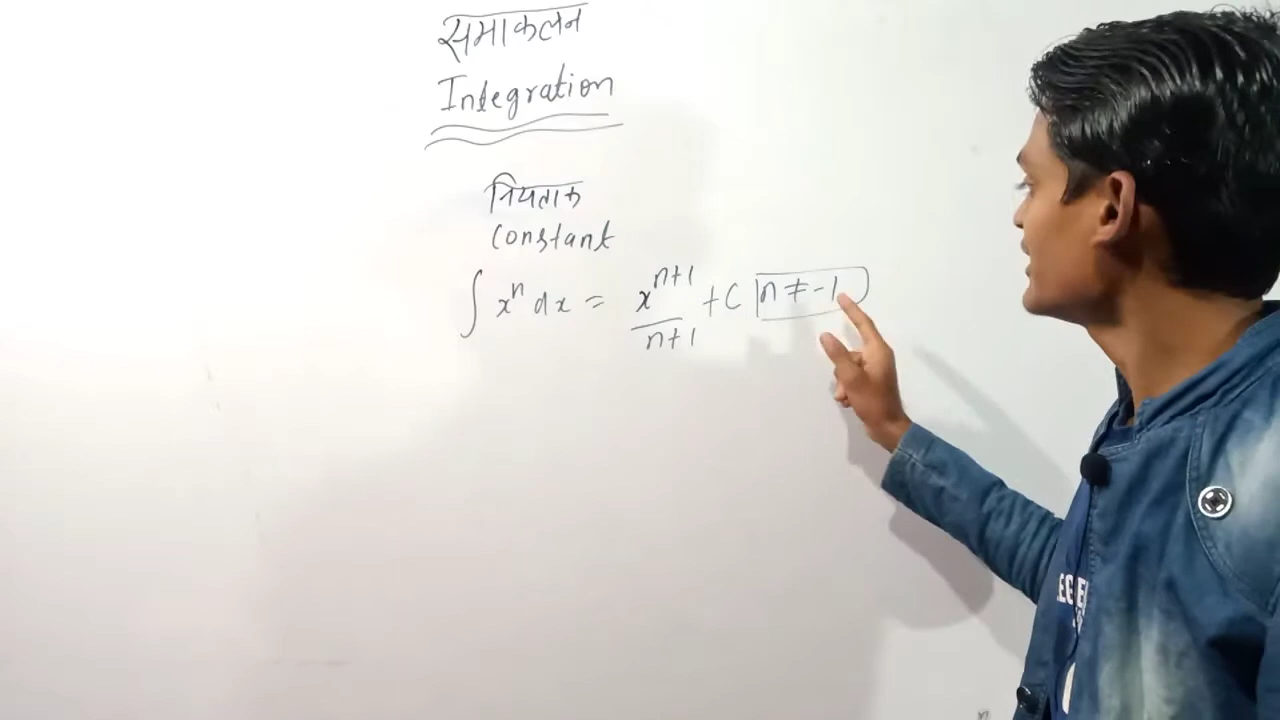 समाकलन
Integration
नियताक
Constant
∫ xⁿ dx = xⁿ⁺¹/n+1 + C n ≠ -1